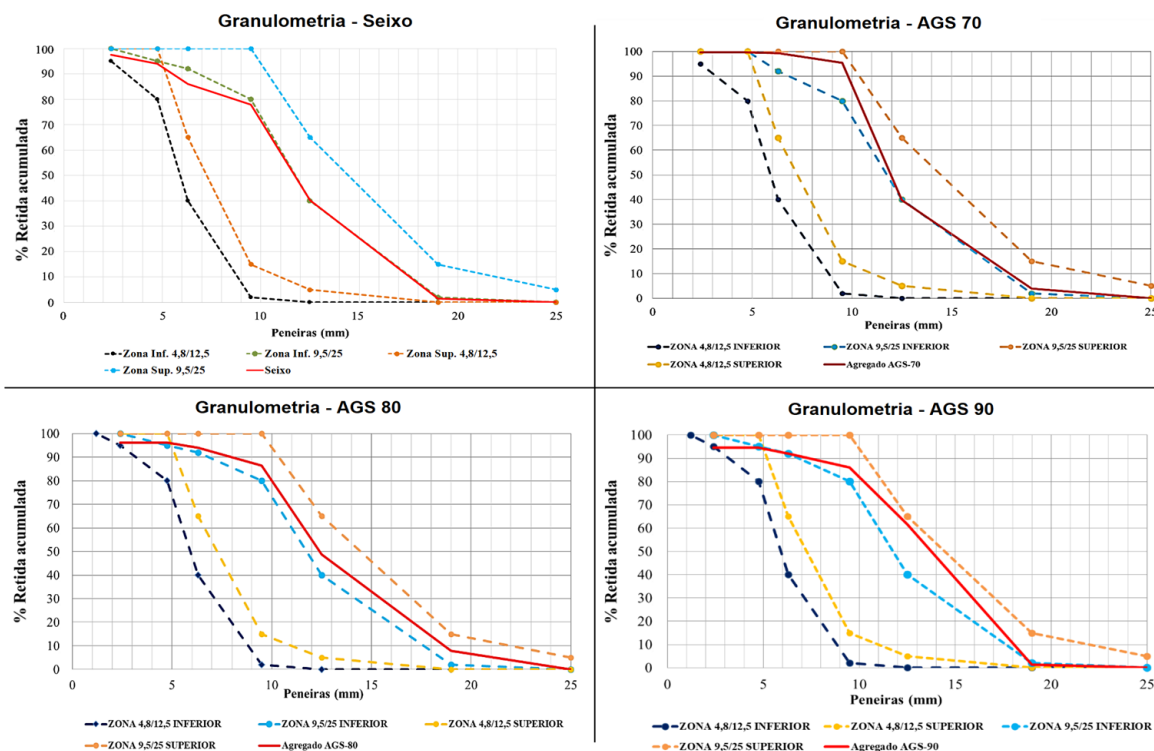 Granulometria - Seixo
% Retida acumulada
100
90
80
70
60
50
40
30
20
10
0
0 5 10 15 20 25
Peneiras (mm)
Zona Inf. 4,8/12,5 Zona Inf. 9,5/25 Zona Sup. 4,8/12,5
Zona Sup. 9,5/25 Seixo
Granulometria - AGS 70
% Retida acumulada
100
90
80
70
60
50
40
30
20
10
0
0 5 10 15 20 25
Peneiras (mm)
ZONA 4,8/12,5 INFERIOR ZONA 9,5/25 INFERIOR ZONA 9,5/25 SUPERIOR
ZONA 4,8/12,5 SUPERIOR Agregado AGS-70
Granulometria - AGS 80
% Retida acumulada
100
90
80
70
60
50
40
30
20
10
0
0 5 10 15 20 25
Peneiras (mm)
ZONA 4,8/12,5 INFERIOR ZONA 9,5/25 INFERIOR ZONA 4,8/12,5 SUPERIOR
ZONA 9,5/25 SUPERIOR Agregado AGS-80
Granulometria - AGS 90
% Retida acumulada
100
90
80
70
60
50
40
30
20
10
0
0 5 10 15 20 25
Peneiras (mm)
ZONA 4,8/12,5 INFERIOR ZONA 4,8/12,5 SUPERIOR ZONA 9,5/25 INFERIOR
ZONA 9,5/25 SUPERIOR Agregado AGS-90